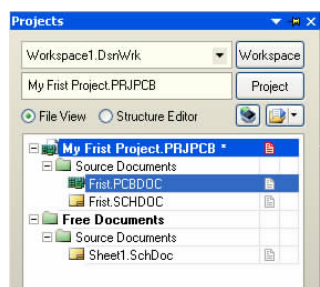 Projects
Workspace1.DsnWrk Workspace
My Frist Project.PRJPCB Project
File View Structure Editor
My Frist Project.PRJPCB *
Source Documents
Frist.PCBDOC
Frist.SCHDOC
Free Documents
Source Documents
Sheet1.SchDoc